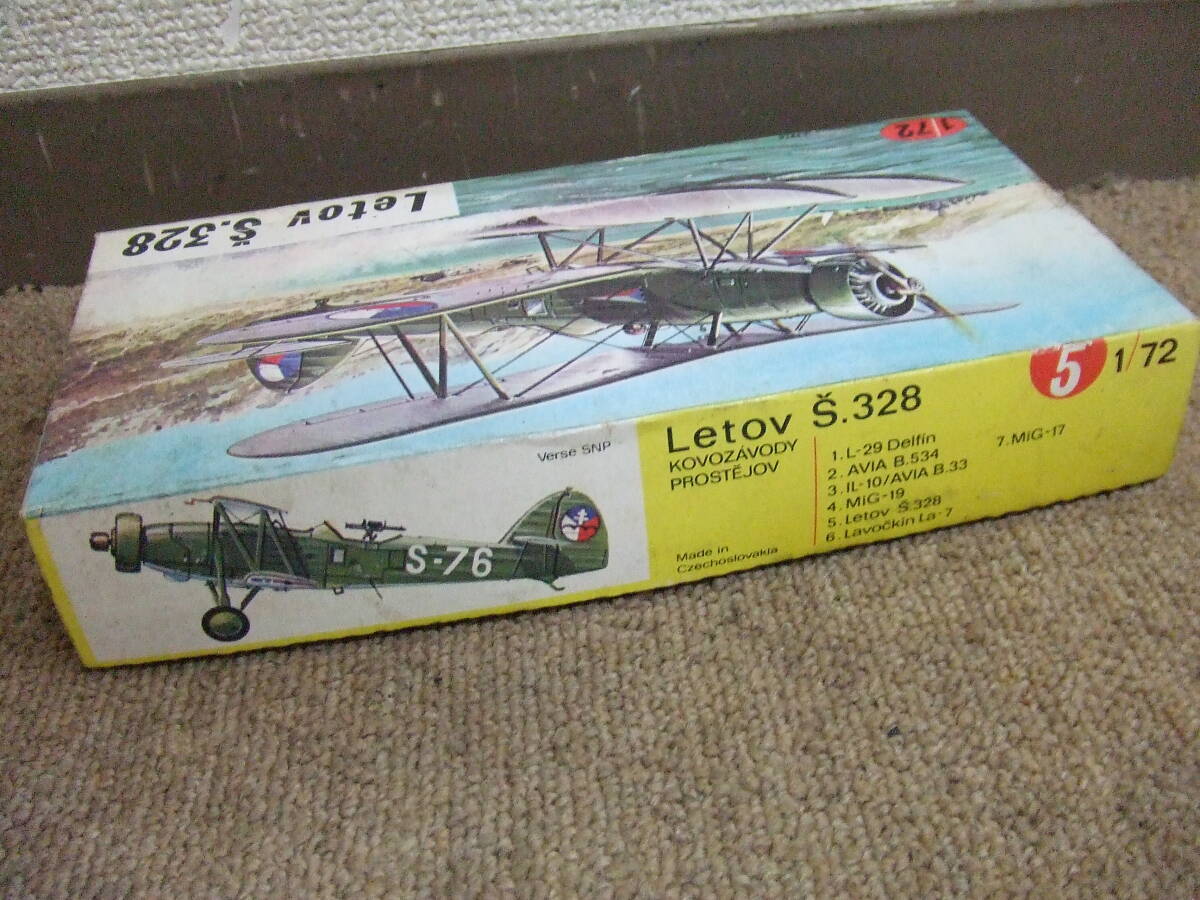 1/72
Letov Š.328
Letov Š.328
KOVOZÁVODY
PROSTĚJOV
Made in
Czechoslovakia
1. L-29 Delfín
2. AVIA B.534
3. IL-10/AVIA B.33
4. MiG-19
5. Letov Š.328
6. Lavočkin La-7
7. MiG-17
5
1/72
Verse SNP
S-76